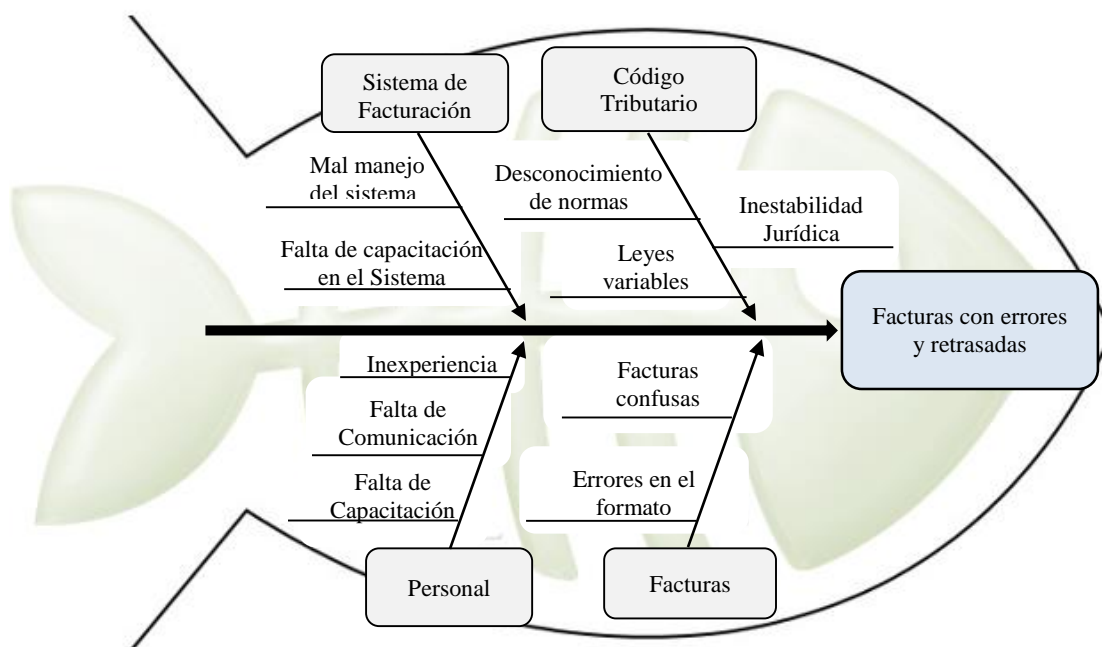 Sistema de
Facturación
Código
Tributario
Mal manejo
del sistema
Desconocimiento
de normas
Inestabilidad
Jurídica
Falta de capacitación
en el Sistema
Leyes
variables
Facturas con errores
y retrasadas
Inexperiencia
Facturas
confusas
Falta de
Comunicación
Falta de
Capacitación
Errores en el
formato
Personal
Facturas